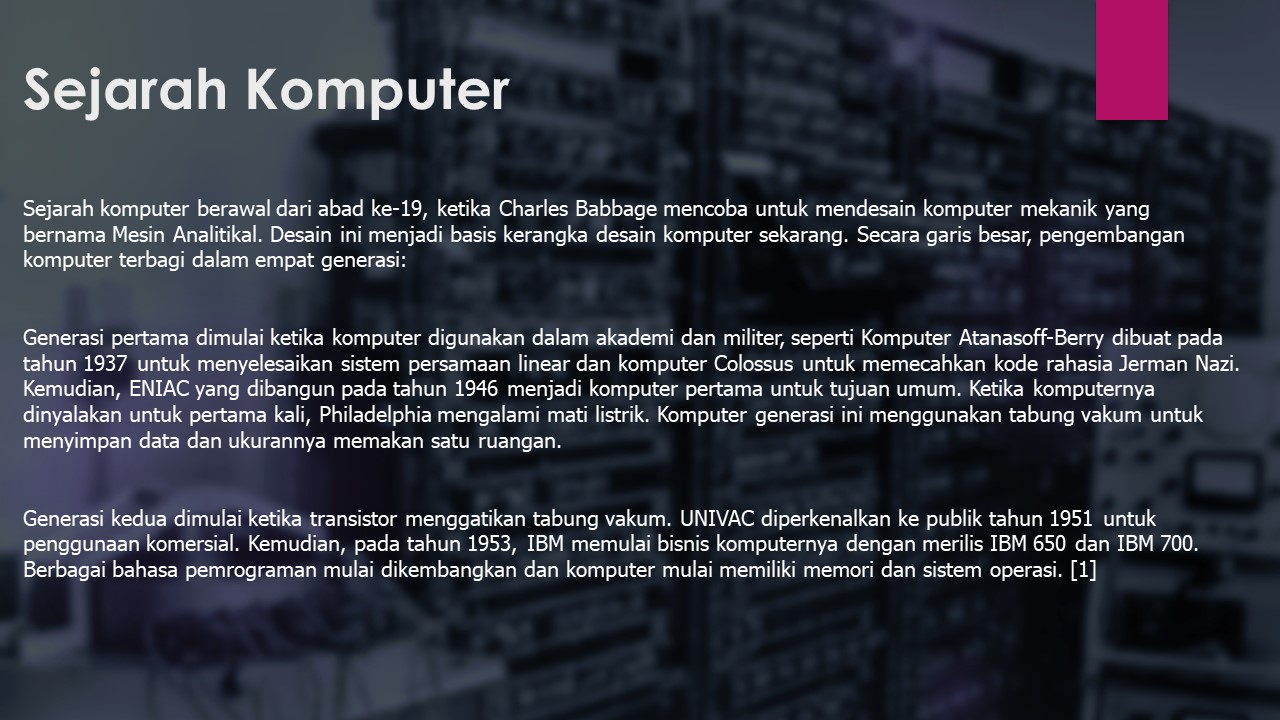 Sejarah Komputer
Sejarah komputer berawal dari abad ke-19, ketika Charles Babbage mencoba untuk mendesain komputer mekanik yang
bernama Mesin Analitikal. Desain ini menjadi basis kerangka desain komputer sekarang. Secara garis besar, pengembangan
komputer terbagi dalam empat generasi:
Generasi pertama dimulai ketika komputer digunakan dalam akademi dan militer, seperti Komputer Atanasoff-Berry dibuat pada
tahun 1937 untuk menyelesaikan sistem persamaan linear dan komputer Colossus untuk memecahkan kode rahasia Jerman Nazi.
Kemudian, ENIAC yang dibangun pada tahun 1946 menjadi komputer pertama untuk tujuan umum. Ketika komputernya
dinyalakan untuk pertama kali, Philadelphia mengalami mati listrik. Komputer generasi ini menggunakan tabung vakum untuk
menyimpan data dan ukurannya memakan satu ruangan.
Generasi kedua dimulai ketika transistor menggatikan tabung vakum. UNIVAC diperkenalkan ke publik tahun 1951 untuk
penggunaan komersial. Kemudian, pada tahun 1953, IBM memulai bisnis komputernya dengan merilis IBM 650 dan IBM 700.
Berbagai bahasa pemrograman mulai dikembangkan dan komputer mulai memiliki memori dan sistem operasi. [1]